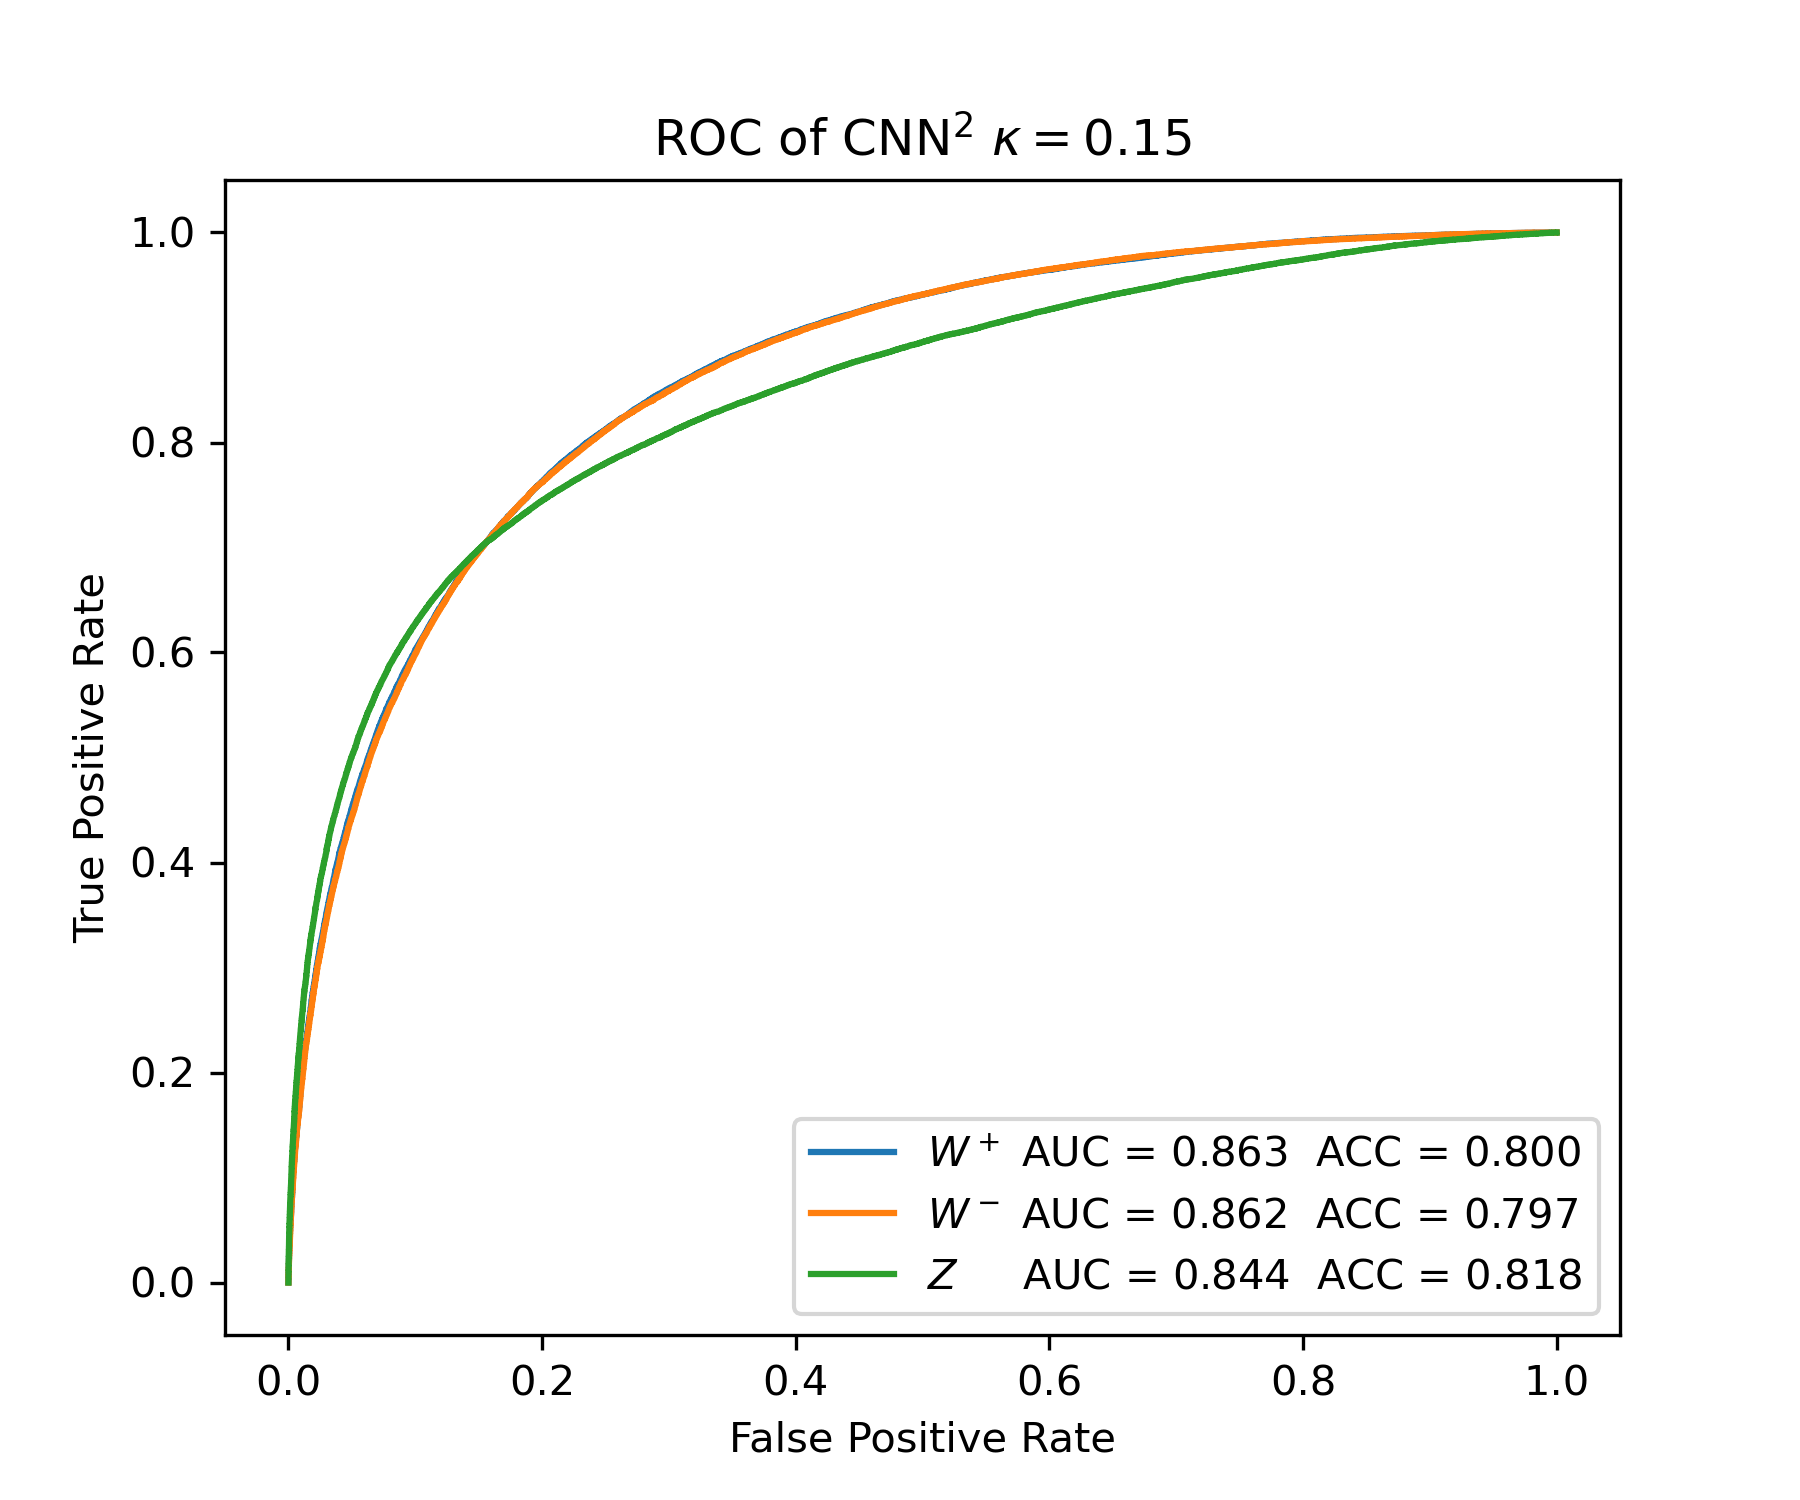 ROC of CNN² κ = 0.15
1.0
0.8
0.6
0.4
0.2
0.0
True Positive Rate
W⁺ AUC = 0.863 ACC = 0.800
W⁻ AUC = 0.862 ACC = 0.797
Z AUC = 0.844 ACC = 0.818
0.0 0.2 0.4 0.6 0.8 1.0
False Positive Rate